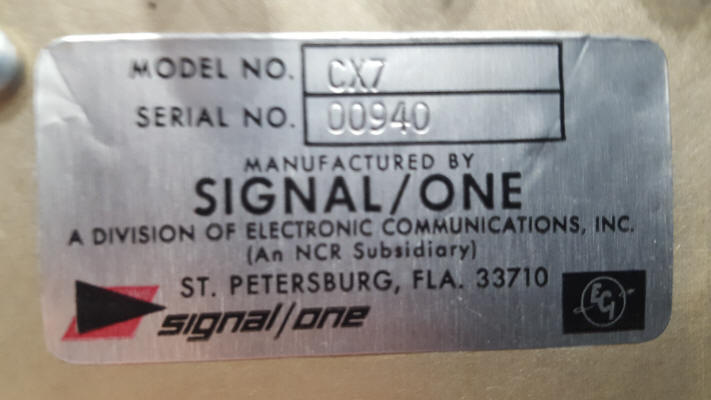 MODEL NO. CX7
SERIAL NO. 00940
MANUFACTURED BY
SIGNAL/ONE
A DIVISION OF ELECTRONIC COMMUNICATIONS, INC.
(An NCR Subsidiary)
ST. PETERSBURG, FLA. 33710
signal/one
ECI